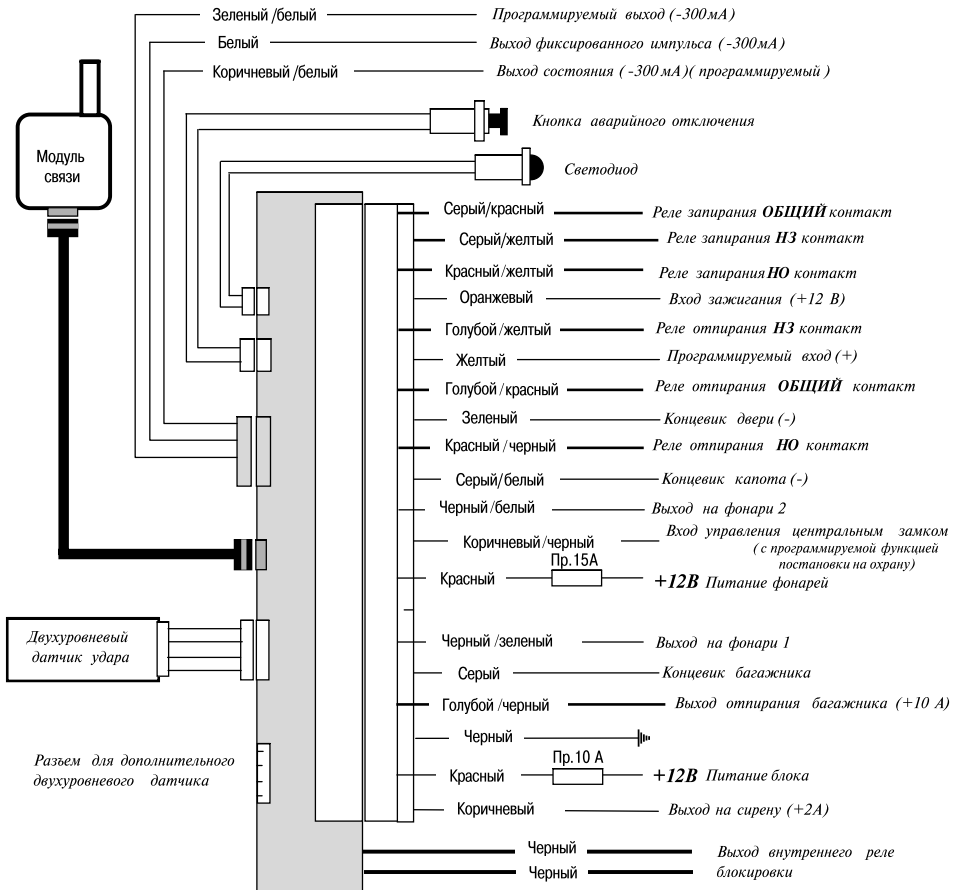 Зеленый /белый Программируемый выход (-300мА)
Белый Выход фиксированного импульса (-300мА)
Коричневый /белый Выход состояния (-300мА)( программируемый )
Кнопка аварийного отключения
Модуль
связи
Светодиод
Серый/красный Реле запирания ОБЩИЙ контакт
Серый/желтый Реле запирания НЗ контакт
Красный /желтый Реле запирания НО контакт
Оранжевый Вход зажигания (+12 В)
Голубой /желтый Реле отпирания НЗ контакт
Желтый Программируемый вход (+)
Голубой / красный Реле отпирания ОБЩИЙ контакт
Зеленый Концевик двери (-)
Красный / черный Реле отпирания НО контакт
Серый/белый Концевик капота (-)
Черный /белый Выход на фонари 2
Коричневый /черный Вход управления центральным замком
( с программируемой функцией
постановки на охрану)
Пр.15А
Красный +12В Питание фонарей
Двухуровневый
датчик удара
Черный /зеленый Выход на фонари 1
Серый Концевик багажника
Голубой /черный Выход отпирания багажника (+10 А)
Черный
Разъем для дополнительного
двухуровневого датчика
Пр.10 А
Красный +12В Питание блока
Коричневый Выход на сирену (+2А)
Черный Выход внутреннего реле
Черный блокировки